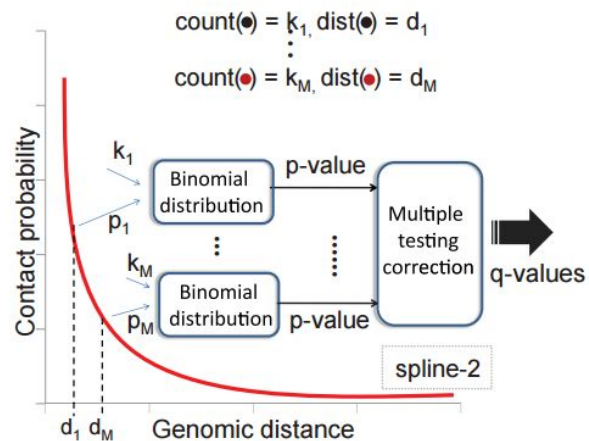 count(●) = k1, dist(●) = d1
count(●) = kM, dist(●) = dM
Contact probability
k1
p1
Binomial
distribution
p-value
kM
pM
Binomial
distribution
p-value
Multiple
testing
correction
q-values
spline-2
d1 dM Genomic distance